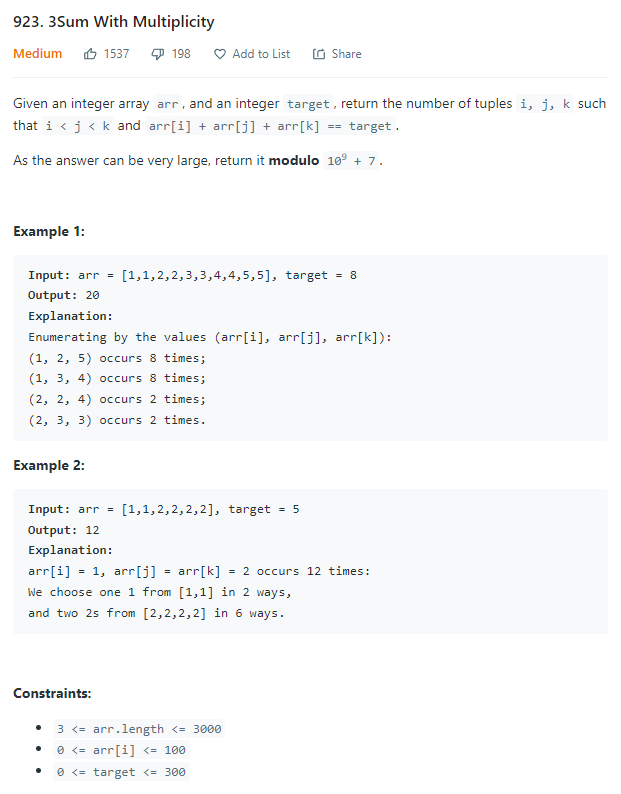 923. 3Sum With Multiplicity
Medium 1537 198 Add to List Share
Given an integer array arr, and an integer target, return the number of tuples i, j, k such
that i < j < k and arr[i] + arr[j] + arr[k] == target.
As the answer can be very large, return it modulo 10⁹ + 7.
Example 1:
Input: arr = [1,1,2,2,3,3,4,4,5,5], target = 8
Output: 20
Explanation:
Enumerating by the values (arr[i], arr[j], arr[k]):
(1, 2, 5) occurs 8 times;
(1, 3, 4) occurs 8 times;
(2, 2, 4) occurs 2 times;
(2, 3, 3) occurs 2 times.
Example 2:
Input: arr = [1,1,2,2,2,2], target = 5
Output: 12
Explanation:
arr[i] = 1, arr[j] = arr[k] = 2 occurs 12 times:
We choose one 1 from [1,1] in 2 ways,
and two 2s from [2,2,2,2] in 6 ways.
Constraints:
• 3 <= arr.length <= 3000
• 0 <= arr[i] <= 100
• 0 <= target <= 300